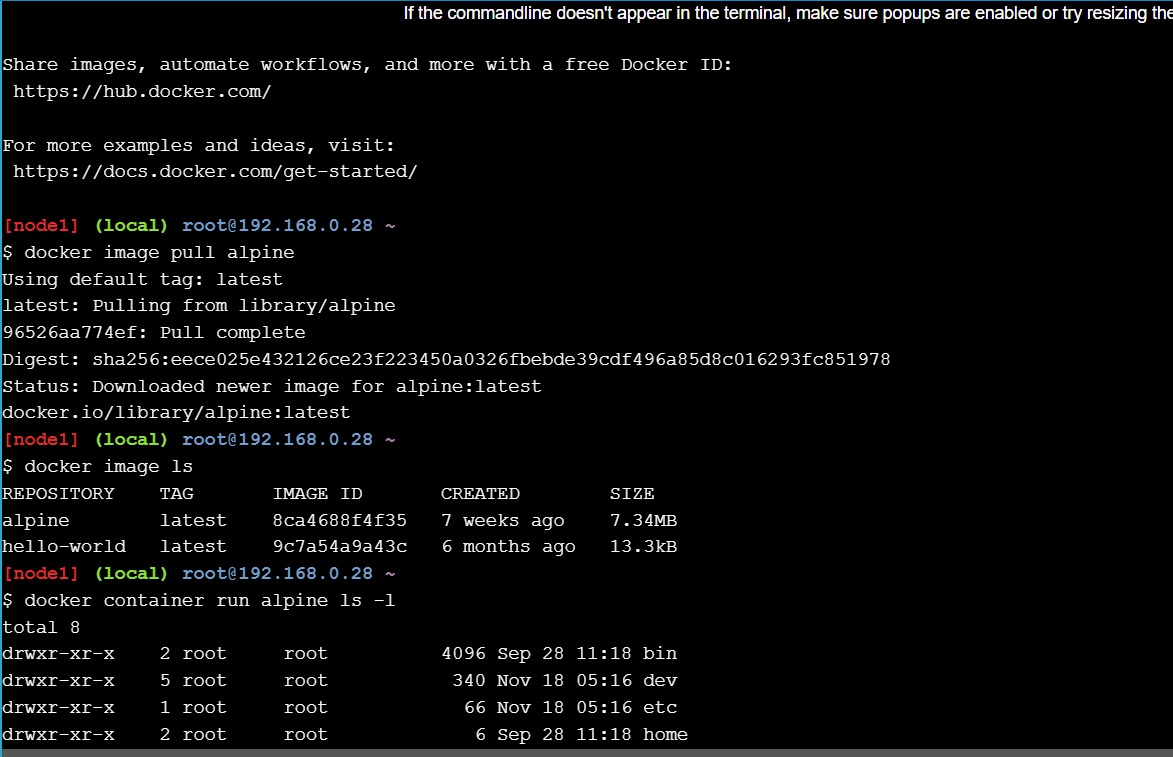 If the commandline doesn't appear in the terminal, make sure popups are enabled or try resizing the
Share images, automate workflows, and more with a free Docker ID:
 https://hub.docker.com/
For more examples and ideas, visit:
 https://docs.docker.com/get-started/
[node1] (local) root@192.168.0.28 ~
$ docker image pull alpine
Using default tag: latest
latest: Pulling from library/alpine
96526aa774ef: Pull complete
Digest: sha256:eece025e432126ce23f223450a0326fbebde39cdf496a85d8c016293fc851978
Status: Downloaded newer image for alpine:latest
docker.io/library/alpine:latest
[node1] (local) root@192.168.0.28 ~
$ docker image ls
REPOSITORY    TAG       IMAGE ID       CREATED        SIZE
alpine        latest    8ca4688f4f35   7 weeks ago    7.34MB
hello-world   latest    9c7a54a9a43c   6 months ago   13.3kB
[node1] (local) root@192.168.0.28 ~
$ docker container run alpine ls -l
total 8
drwxr-xr-x    2 root     root          4096 Sep 28 11:18 bin
drwxr-xr-x    5 root     root           340 Nov 18 05:16 dev
drwxr-xr-x    1 root     root            66 Nov 18 05:16 etc
drwxr-xr-x    2 root     root             6 Sep 28 11:18 home